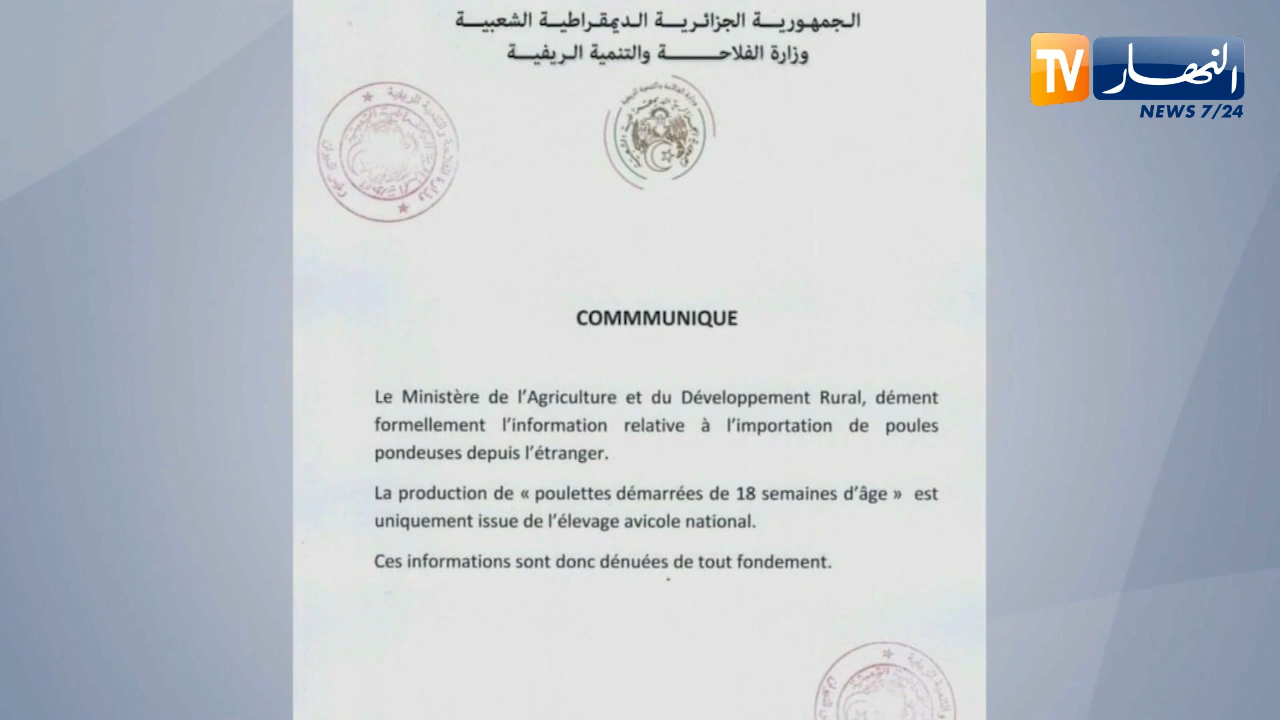 الجمهورية الجزائرية الديمقراطية الشعبية
وزارة الفلاحة والتنمية الريفية
النهار TV
NEWS 7/24
COMMMUNIQUE
Le Ministère de l’Agriculture et du Développement Rural, dément
formellement l’information relative à l’importation de poules
pondeuses depuis l’étranger.
La production de « poulettes démarrées de 18 semaines d’âge » est
uniquement issue de l’élevage avicole national.
Ces informations sont donc dénuées de tout fondement.